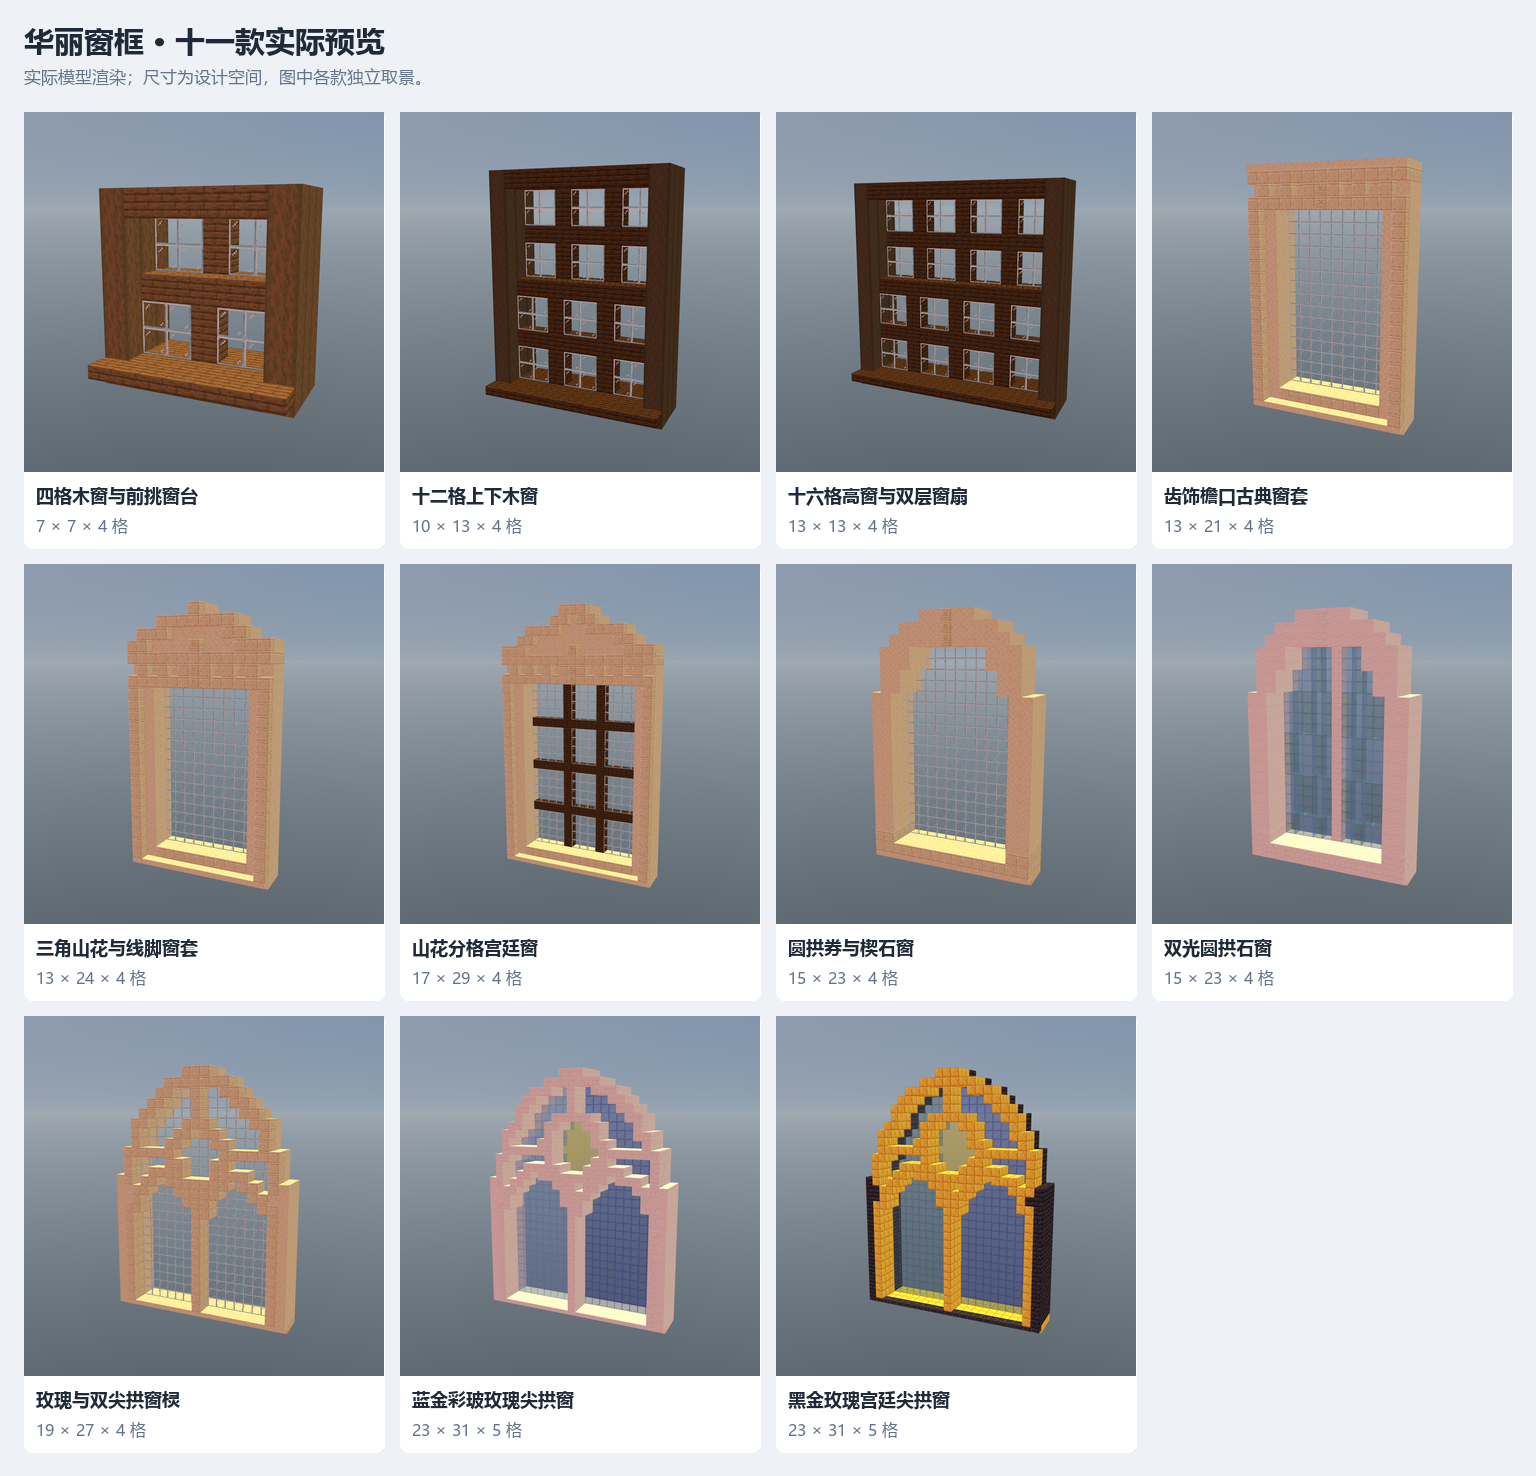 华丽窗框 · 十一款实际预览
实际模型渲染；尺寸为设计空间，图中各款独立取景。
四格木窗与前挑窗台
7 × 7 × 4 格
十二格上下木窗
10 × 13 × 4 格
十六格高窗与双层窗扇
13 × 13 × 4 格
齿饰檐口古典窗套
13 × 21 × 4 格
三角山花与线脚窗套
13 × 24 × 4 格
山花分格宫廷窗
17 × 29 × 4 格
圆拱券与楔石窗
15 × 23 × 4 格
双光圆拱石窗
15 × 23 × 4 格
玫瑰与双尖拱窗棂
19 × 27 × 4 格
蓝金彩玻玫瑰尖拱窗
23 × 31 × 5 格
黑金玫瑰宫廷尖拱窗
23 × 31 × 5 格